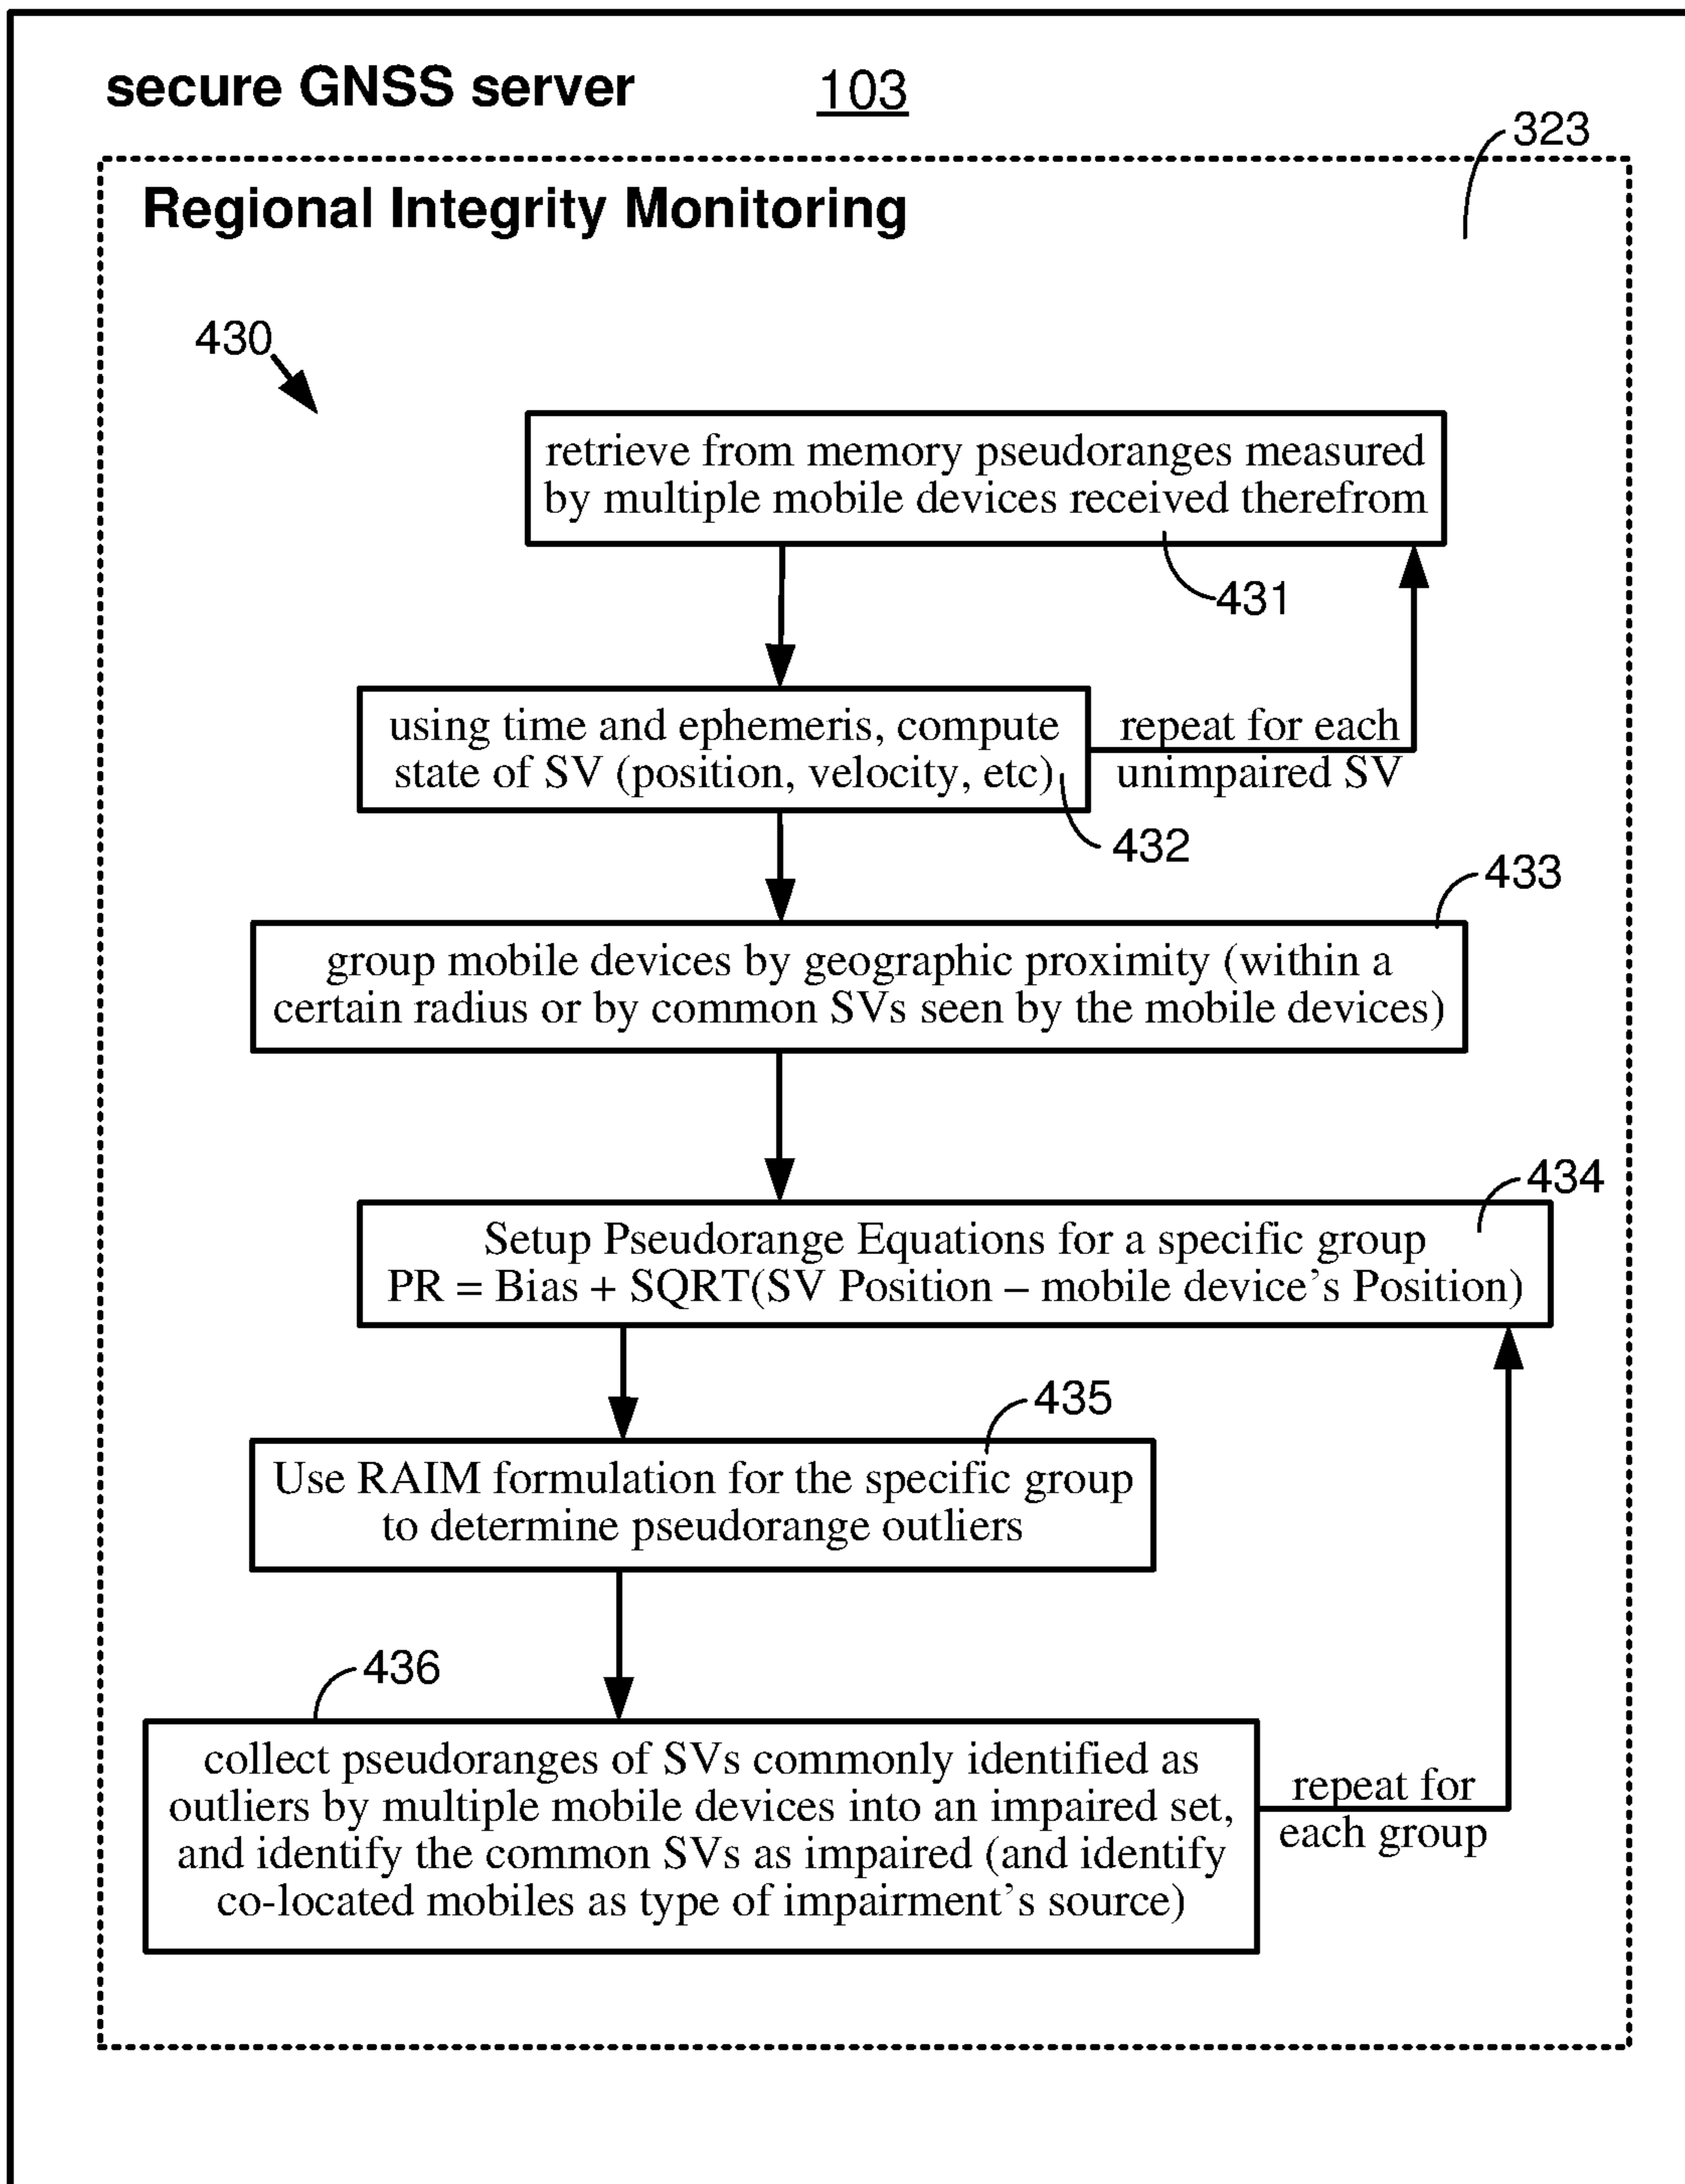 secure GNSS server 103
323
Regional Integrity Monitoring
430
retrieve from memory pseudoranges measured
by multiple mobile devices received therefrom
431
using time and ephemeris, compute
state of SV (position, velocity, etc)
repeat for each
unimpaired SV
432
433
group mobile devices by geographic proximity (within a
certain radius or by common SVs seen by the mobile devices)
434
Setup Pseudorange Equations for a specific group
PR = Bias + SQRT(SV Position – mobile device’s Position)
435
Use RAIM formulation for the specific group
to determine pseudorange outliers
436
collect pseudoranges of SVs commonly identified as
outliers by multiple mobile devices into an impaired set,
and identify the common SVs as impaired (and identify
co-located mobiles as type of impairment’s source)
repeat for
each group